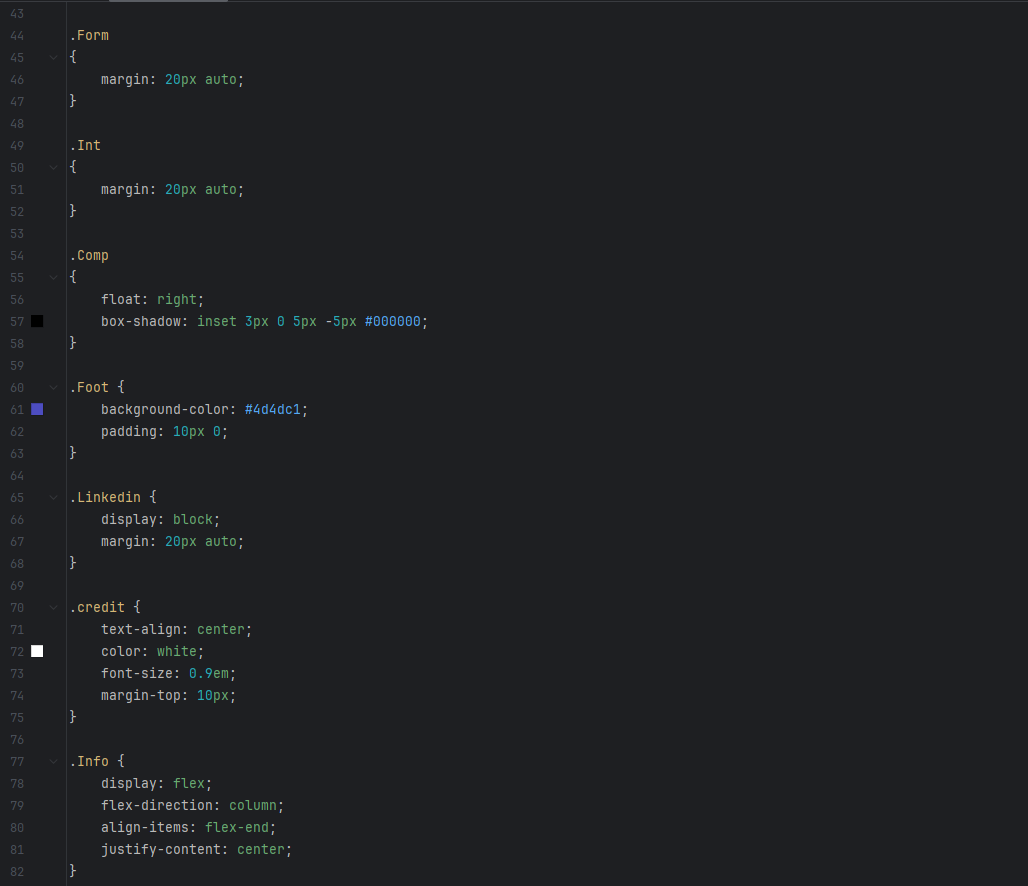 43
44 .Form
45 {
46     margin: 20px auto;
47 }
48
49 .Int
50 {
51     margin: 20px auto;
52 }
53
54 .Comp
55 {
56     float: right;
57     box-shadow: inset 3px 0 5px -5px #000000;
58 }
59
60 .Foot {
61     background-color: #4d4dc1;
62     padding: 10px 0;
63 }
64
65 .Linkedin {
66     display: block;
67     margin: 20px auto;
68 }
69
70 .credit {
71     text-align: center;
72     color: white;
73     font-size: 0.9em;
74     margin-top: 10px;
75 }
76
77 .Info {
78     display: flex;
79     flex-direction: column;
80     align-items: flex-end;
81     justify-content: center;
82 }